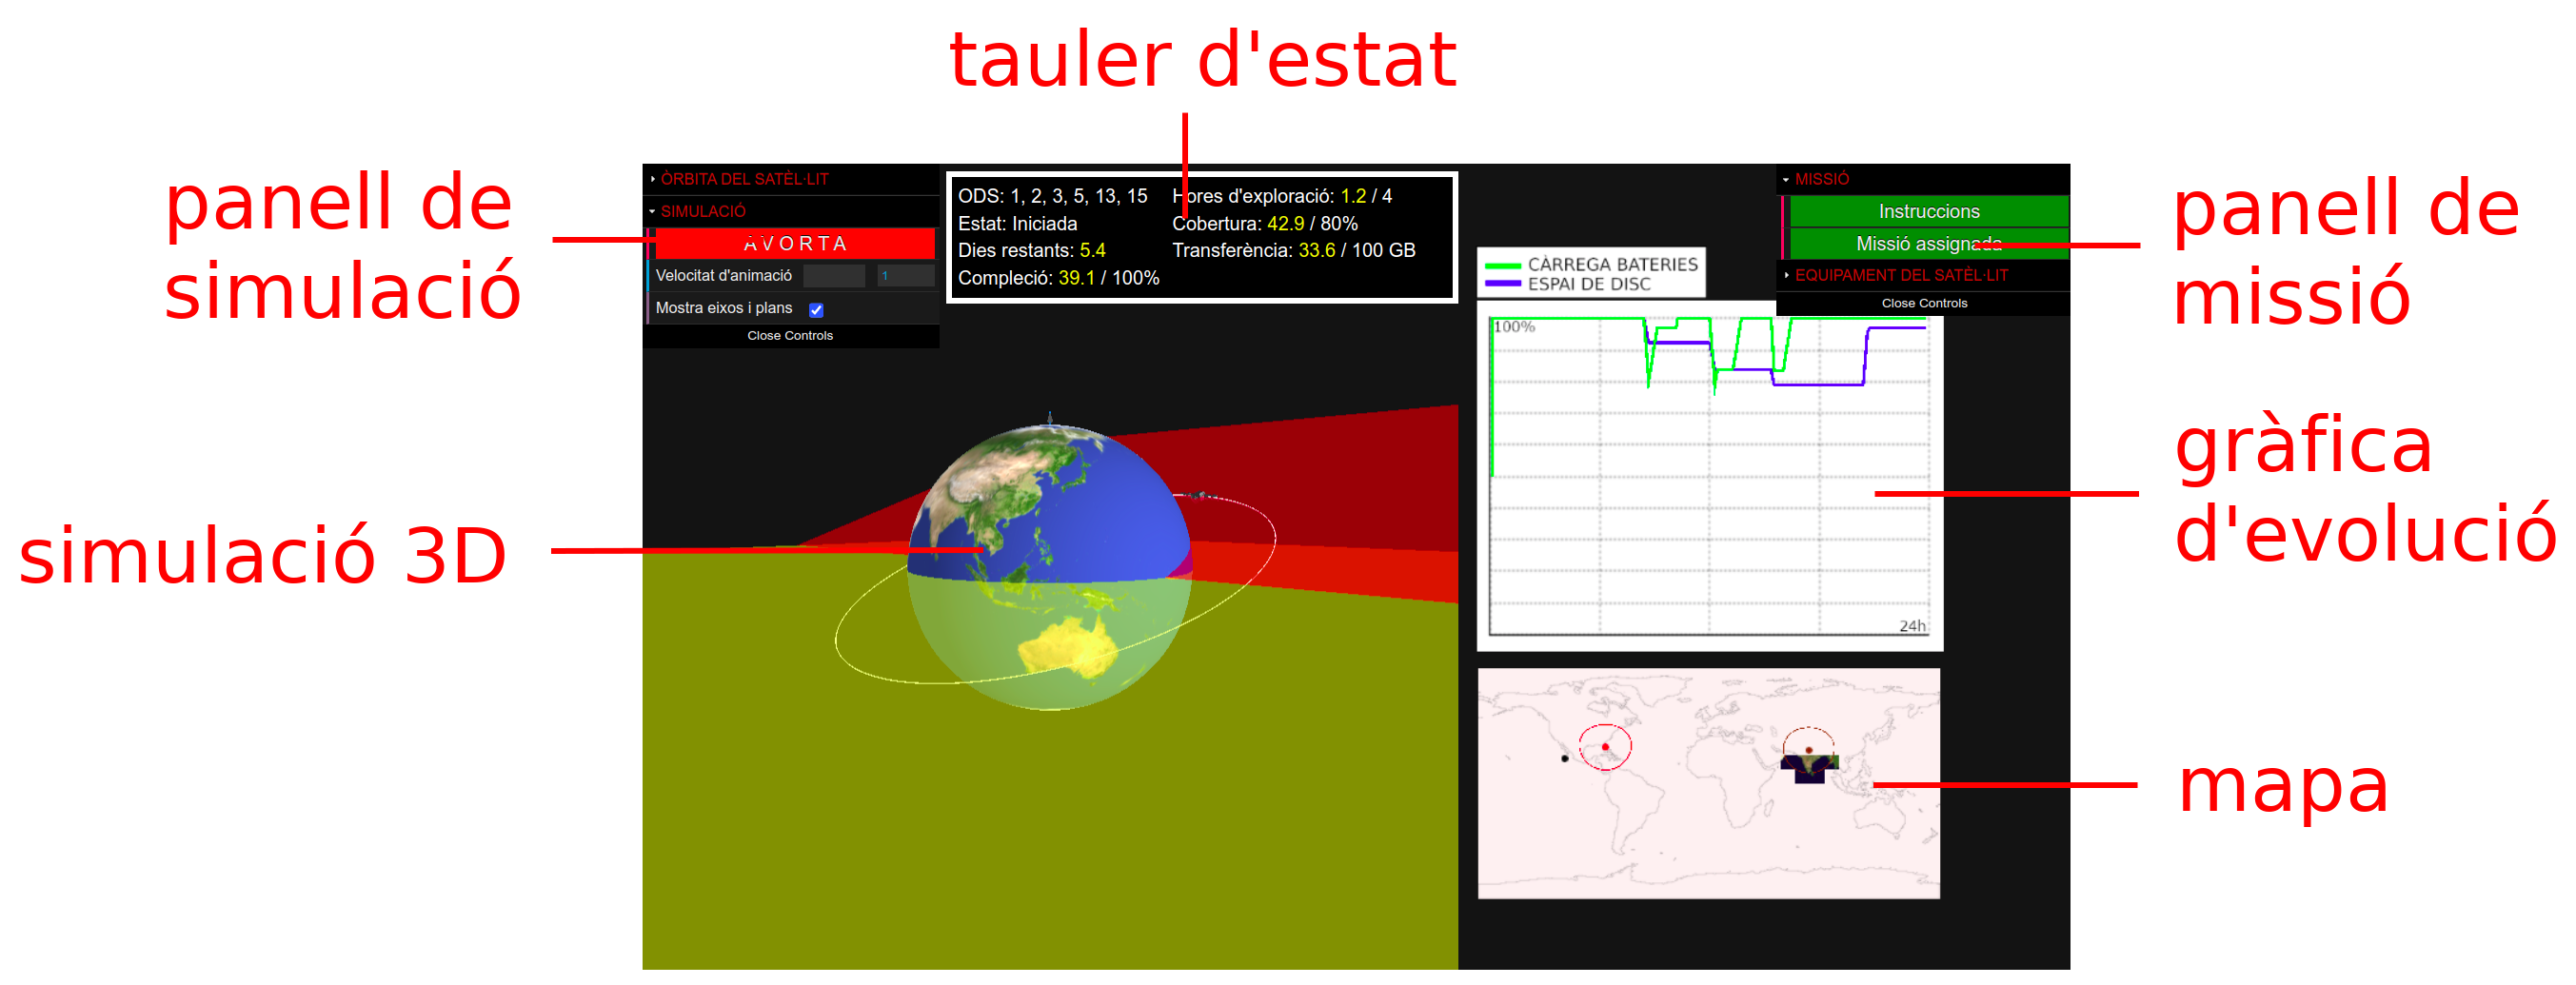 tauler d'estat
panell de
simulació
simulació 3D
ÒRBITA DEL SATÈL·LIT
SIMULACIÓ
AVORTA
Velocitat d'animació 1
Mostra eixos i plans
Close Controls
ODS: 1, 2, 3, 5, 13, 15
Estat: Iniciada
Dies restants: 5.4
Compleció: 39.1 / 100%
Hores d'exploració: 1.2 / 4
Cobertura: 42.9 / 80%
Transferència: 33.6 / 100 GB
MISSIÓ
Instruccions
Missió assignada
EQUIPAMENT DEL SATÈL·LIT
Close Controls
CÀRREGA BATERIES
ESPAI DE DISC
100%
24h
panell de
missió
gràfica
d'evolució
mapa